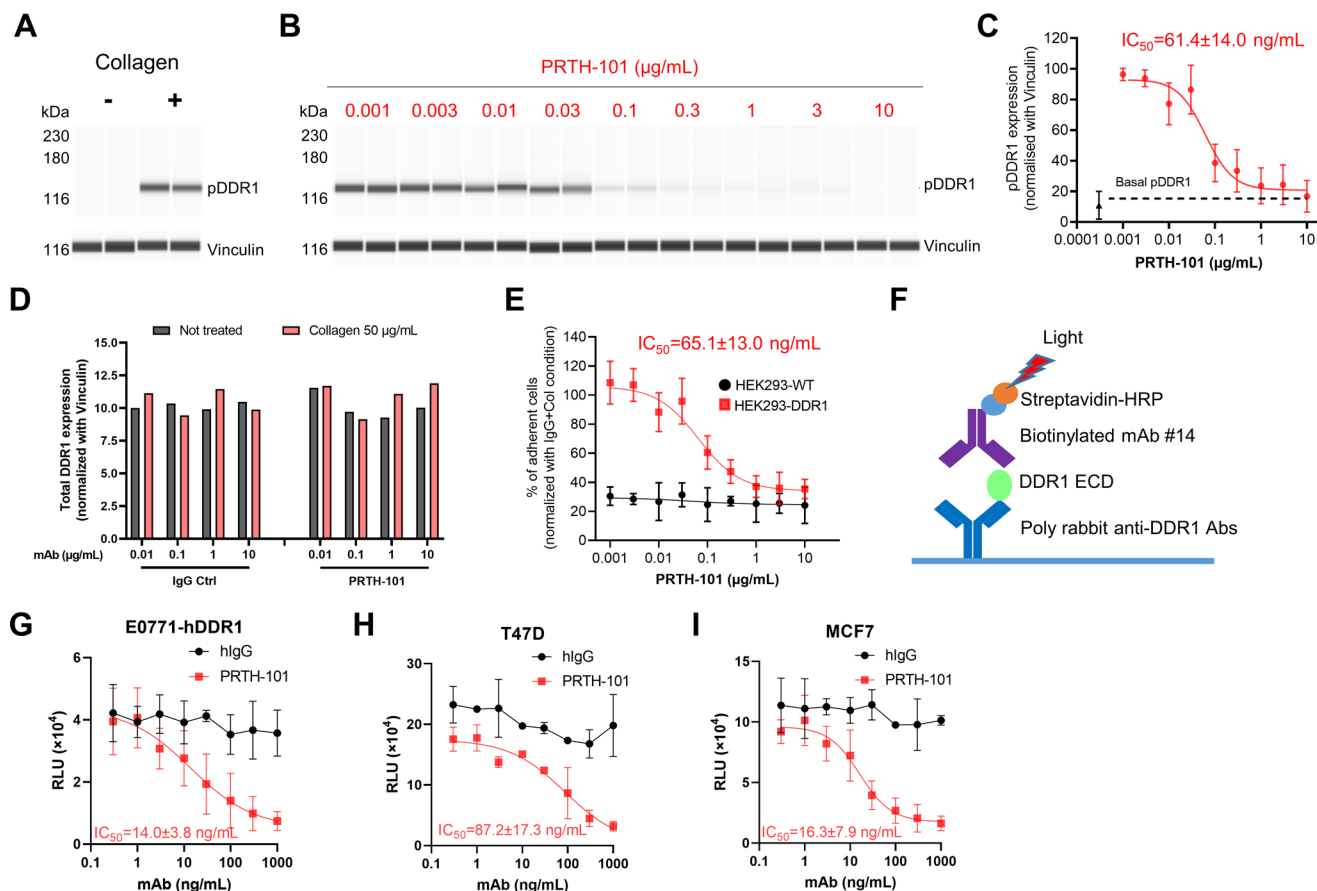 A
Collagen
- +
kDa
230
180
116
pDDR1
116
Vinculin
B
PRTH-101 (µg/mL)
kDa
0.001 0.003 0.01 0.03 0.1 0.3 1 3 10
230
180
116
pDDR1
116
Vinculin
C
IC50=61.4±14.0 ng/mL
pDDR1 expression
(normalised with Vinculin)
120
100
80
60
40
20
0
Basal pDDR1
0.0001 0.001 0.01 0.1 1 10
PRTH-101 (µg/mL)
D
Not treated
Collagen 50 µg/mL
Total DDR1 expression
(normalized with Vinculin)
15.0
12.5
10.0
7.5
5.0
2.5
0.0
mAb (µg/mL) 0.01 0.1 1 10 0.01 0.1 1 10
IgG Ctrl
PRTH-101
E
IC50=65.1±13.0 ng/mL
HEK293-WT
HEK293-DDR1
% of adherent cells
(normalized with IgG+Col condition)
140
120
100
80
60
40
20
0
0.001 0.01 0.1 1 10
PRTH-101 (µg/mL)
F
Light
Streptavidin-HRP
Biotinylated mAb #14
DDR1 ECD
Poly rabbit anti-DDR1 Abs
G
E0771-hDDR1
hIgG
PRTH-101
RLU (×10⁴)
6
4
2
0
IC50=14.0±3.8 ng/mL
0.1 1 10 100 1000
mAb (ng/mL)
H
T47D
hIgG
PRTH-101
RLU (×10⁴)
30
20
10
0
IC50=87.2±17.3 ng/mL
0.1 1 10 100 1000
mAb (ng/mL)
I
MCF7
hIgG
PRTH-101
RLU (×10⁴)
15
10
5
0
IC50=16.3±7.9 ng/mL
0.1 1 10 100 1000
mAb (ng/mL)